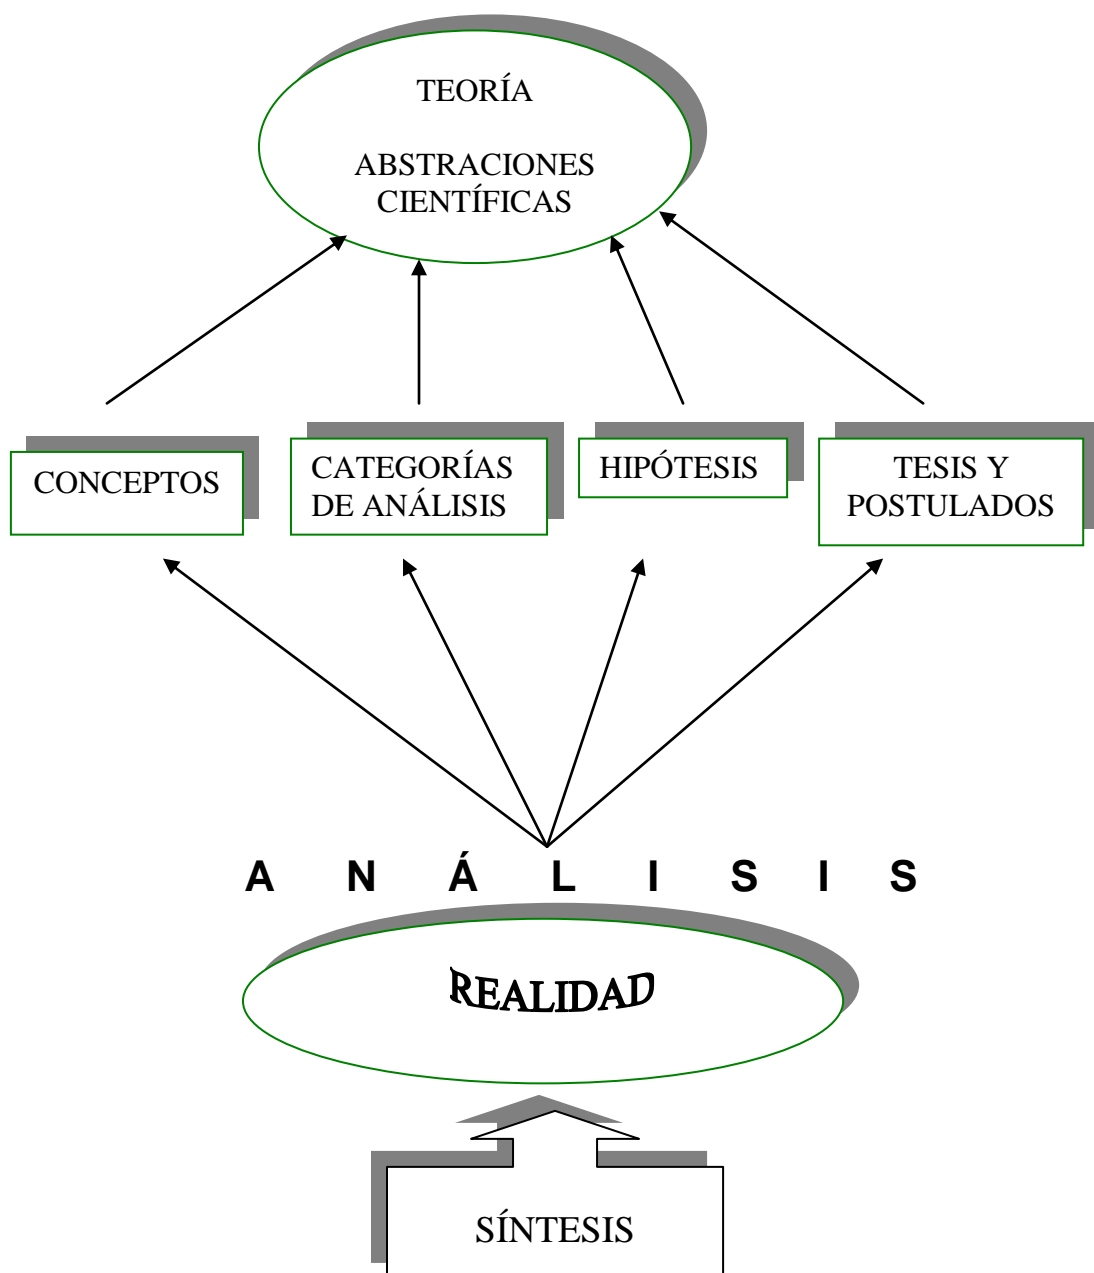 TEORÍA
ABSTRACIONES
CIENTÍFICAS
CONCEPTOS
CATEGORÍAS
DE ANÁLISIS
HIPÓTESIS
TESIS Y
POSTULADOS
A N Á L I S I S
REALIDAD
SÍNTESIS